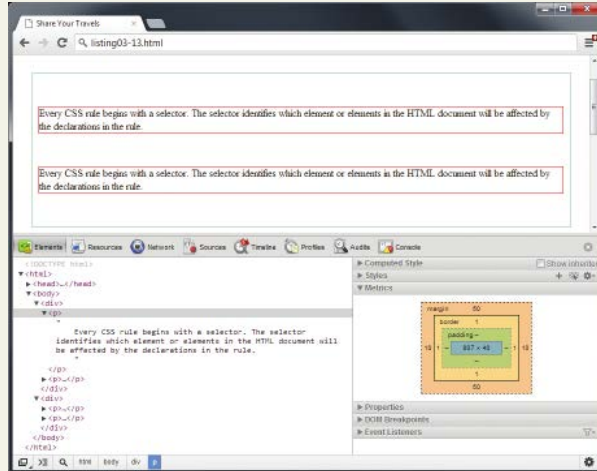 Share Your Travels
listing03-13.html
Every CSS rule begins with a selector. The selector identifies which element or elements in the HTML document will be affected by
the declarations in the rule.
Every CSS rule begins with a selector. The selector identifies which element or elements in the HTML document will be affected by
the declarations in the rule.
Elements Resources Network Sources Timeline Profiles Audits Console
<!DOCTYPE html>
▼<html>
▶<head>…</head>
▼<body>
▼<div>
▼<p>
"
Every CSS rule begins with a selector. The selector
identifies which element or elements in the HTML document will
be affected by the declarations in the rule.
"
</p>
▶<p>…</p>
</div>
▼<div>
▶<p>…</p>
▶<p>…</p>
</div>
</body>
</html>
html body div p
▶ Computed Style Show inherited
▶ Styles
▼ Metrics
margin 50
border 1
padding –
19 1 – 857 × 40 – 1 19
–
1
50
▶ Properties
▶ DOM Breakpoints
▶ Event Listeners